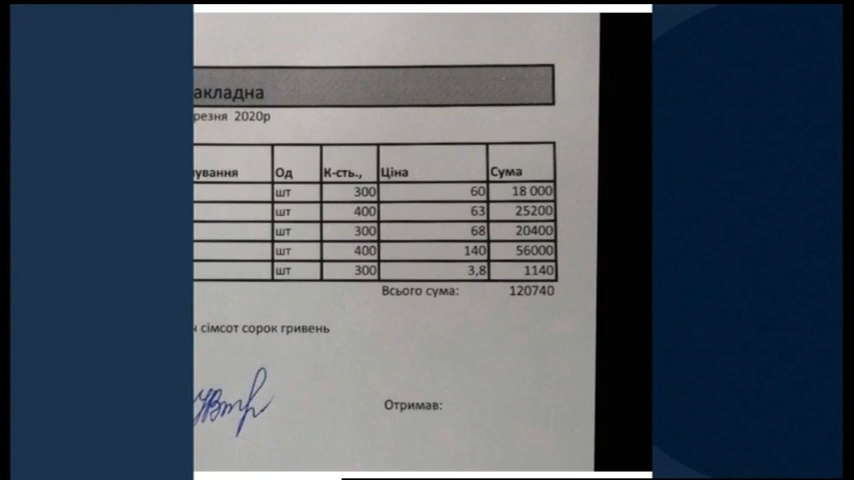 акладна
резня 2020р
ування Од К-сть., Ціна Сума
шт 300 60 18 000
шт 400 63 25200
шт 300 68 20400
шт 400 140 56000
шт 300 3,8 1140
Всього сума: 120740
ч сімсот сорок гривень
Отримав: